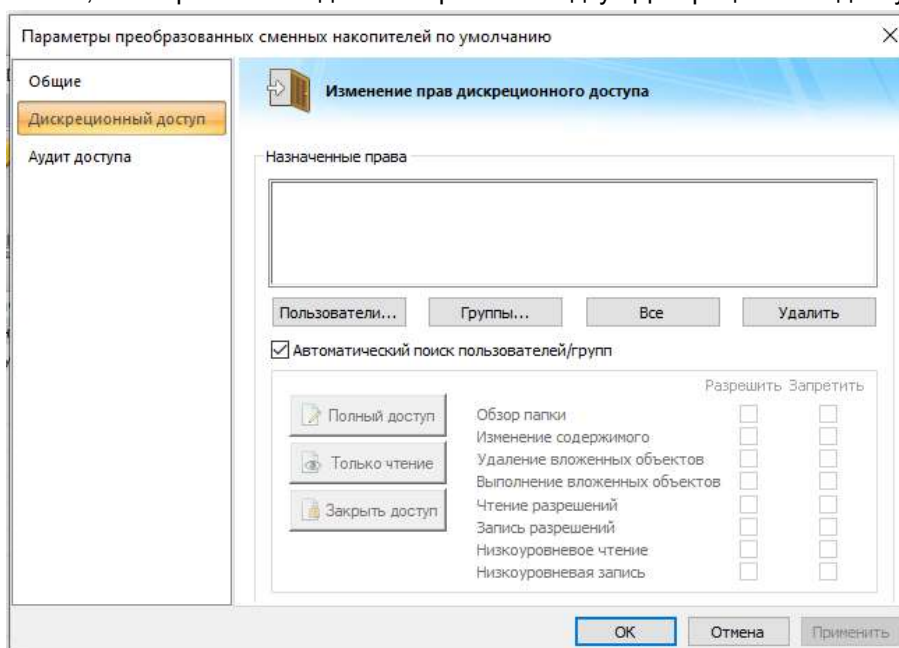 Параметры преобразованных сменных накопителей по умолчанию
Общие
Дискреционный доступ
Аудит доступа
Изменение прав дискреционного доступа
Назначенные права
Пользователи...
Группы...
Все
Удалить
Автоматический поиск пользователей/групп
Разрешить Запретить
Полный доступ
Только чтение
Закрыть доступ
Обзор папки
Изменение содержимого
Удаление вложенных объектов
Выполнение вложенных объектов
Чтение разрешений
Запись разрешений
Низкоуровневое чтение
Низкоуровневая запись
ОК
Отмена
Применить